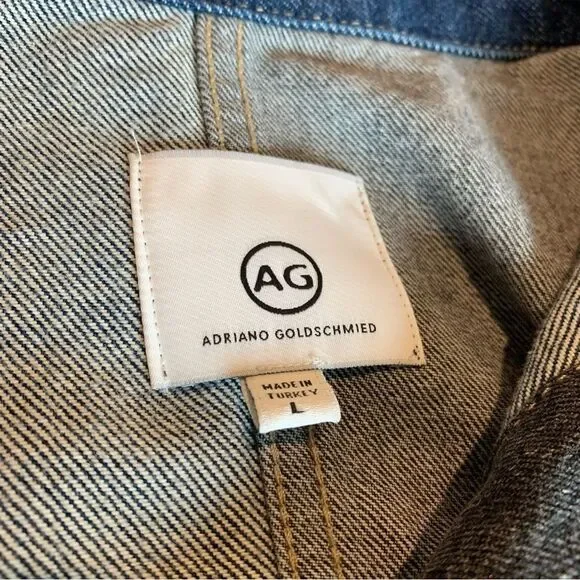 AG
ADRIANO GOLDSCHMIED
MADE IN
TURKEY
L